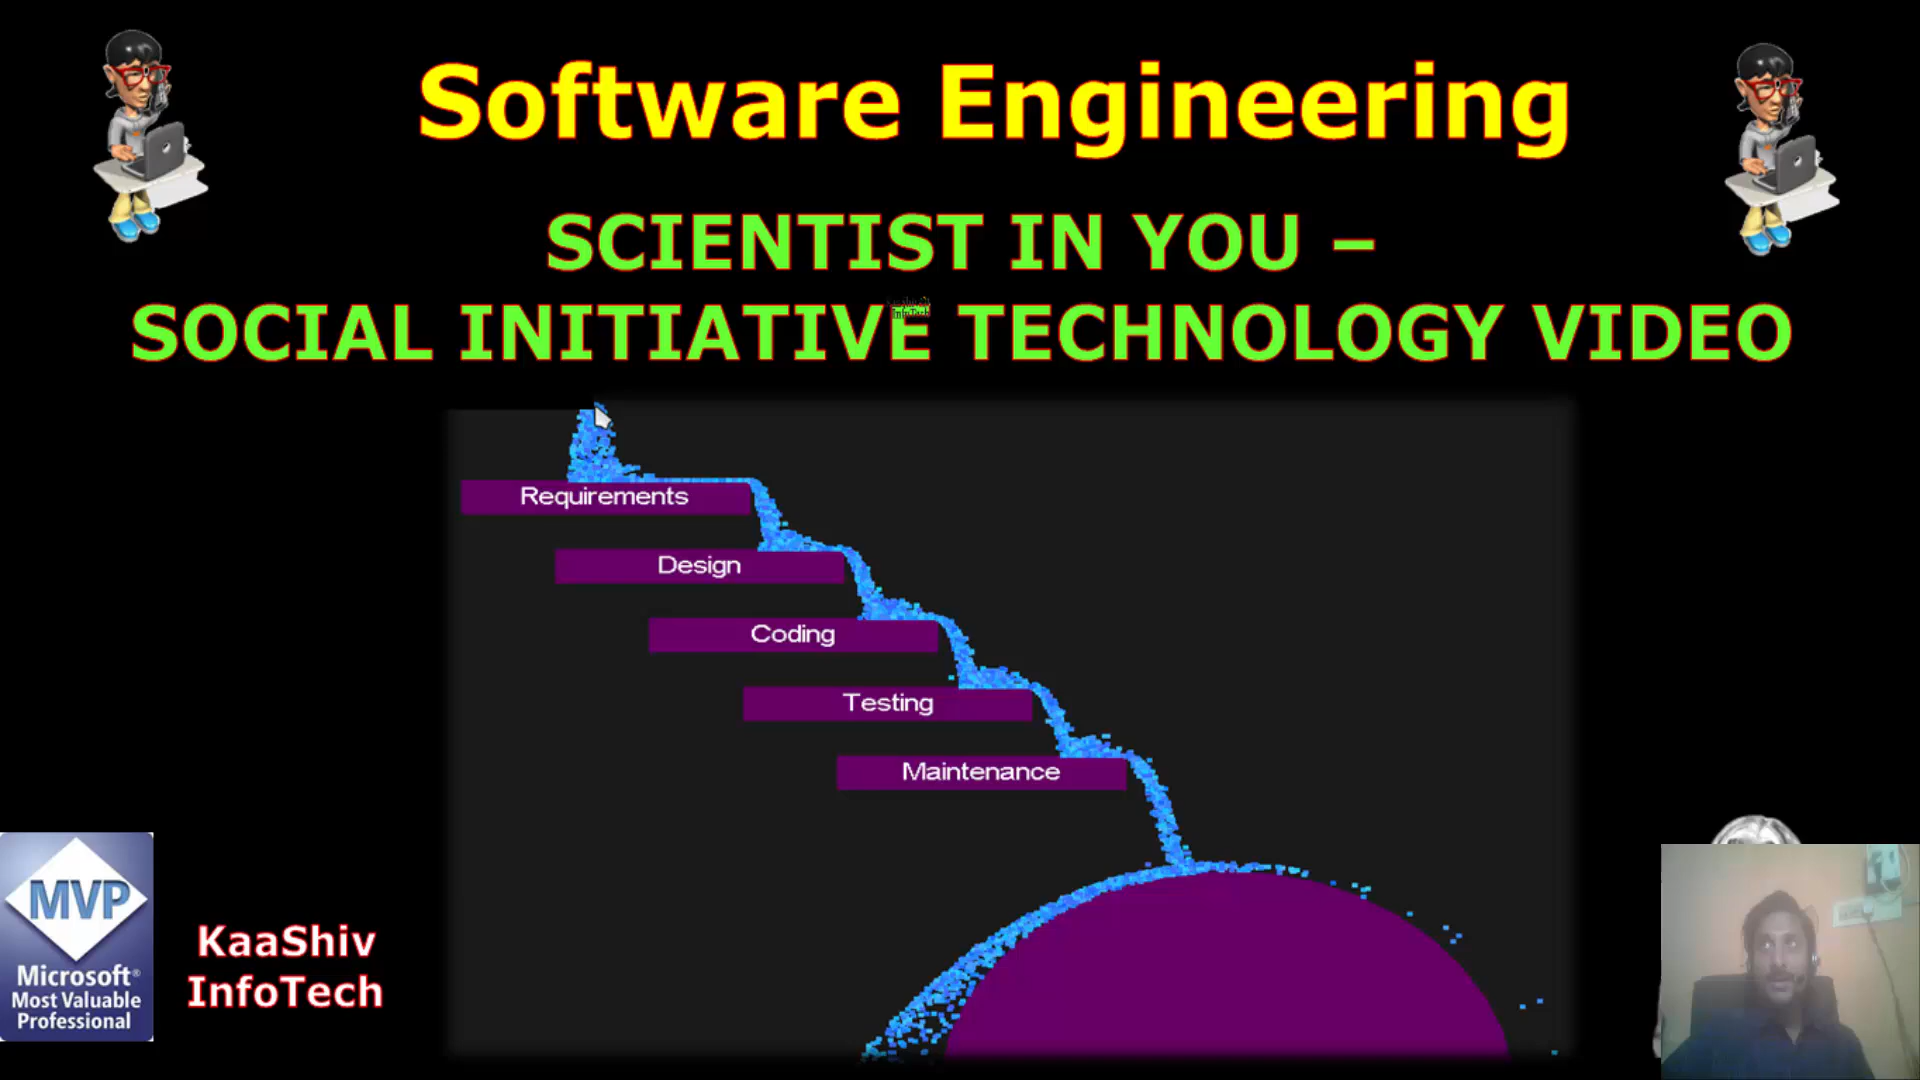 Software Engineering
SCIENTIST IN YOU –
SOCIAL INITIATIVE TECHNOLOGY VIDEO
InfoTech
Requirements
Design
Coding
Testing
Maintenance
MVP
Microsoft®
Most Valuable
Professional
KaaShiv
InfoTech